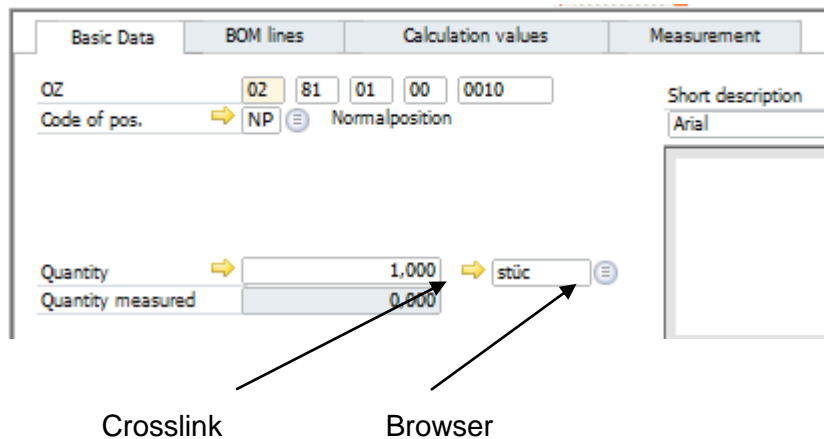 Basic Data BOM lines Calculation values Measurement
OZ 02 81 01 00 0010 Short description
Code of pos. NP Normalposition Arial
Quantity 1,000 stüc
Quantity measured 0,000
Crosslink Browser